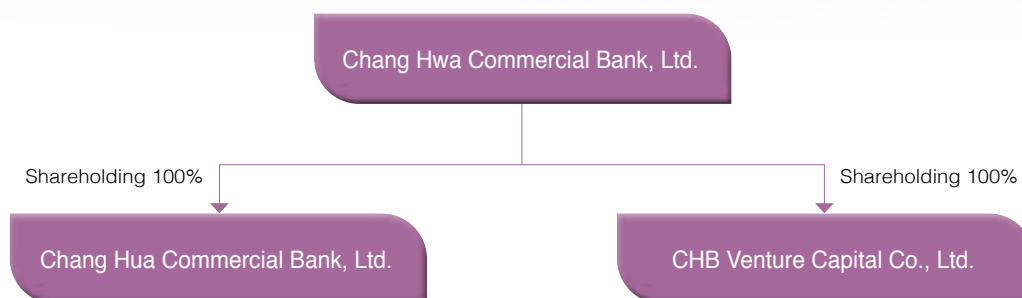 Chang Hwa Commercial Bank, Ltd.
Shareholding 100%
Shareholding 100%
Chang Hua Commercial Bank, Ltd.
CHB Venture Capital Co., Ltd.